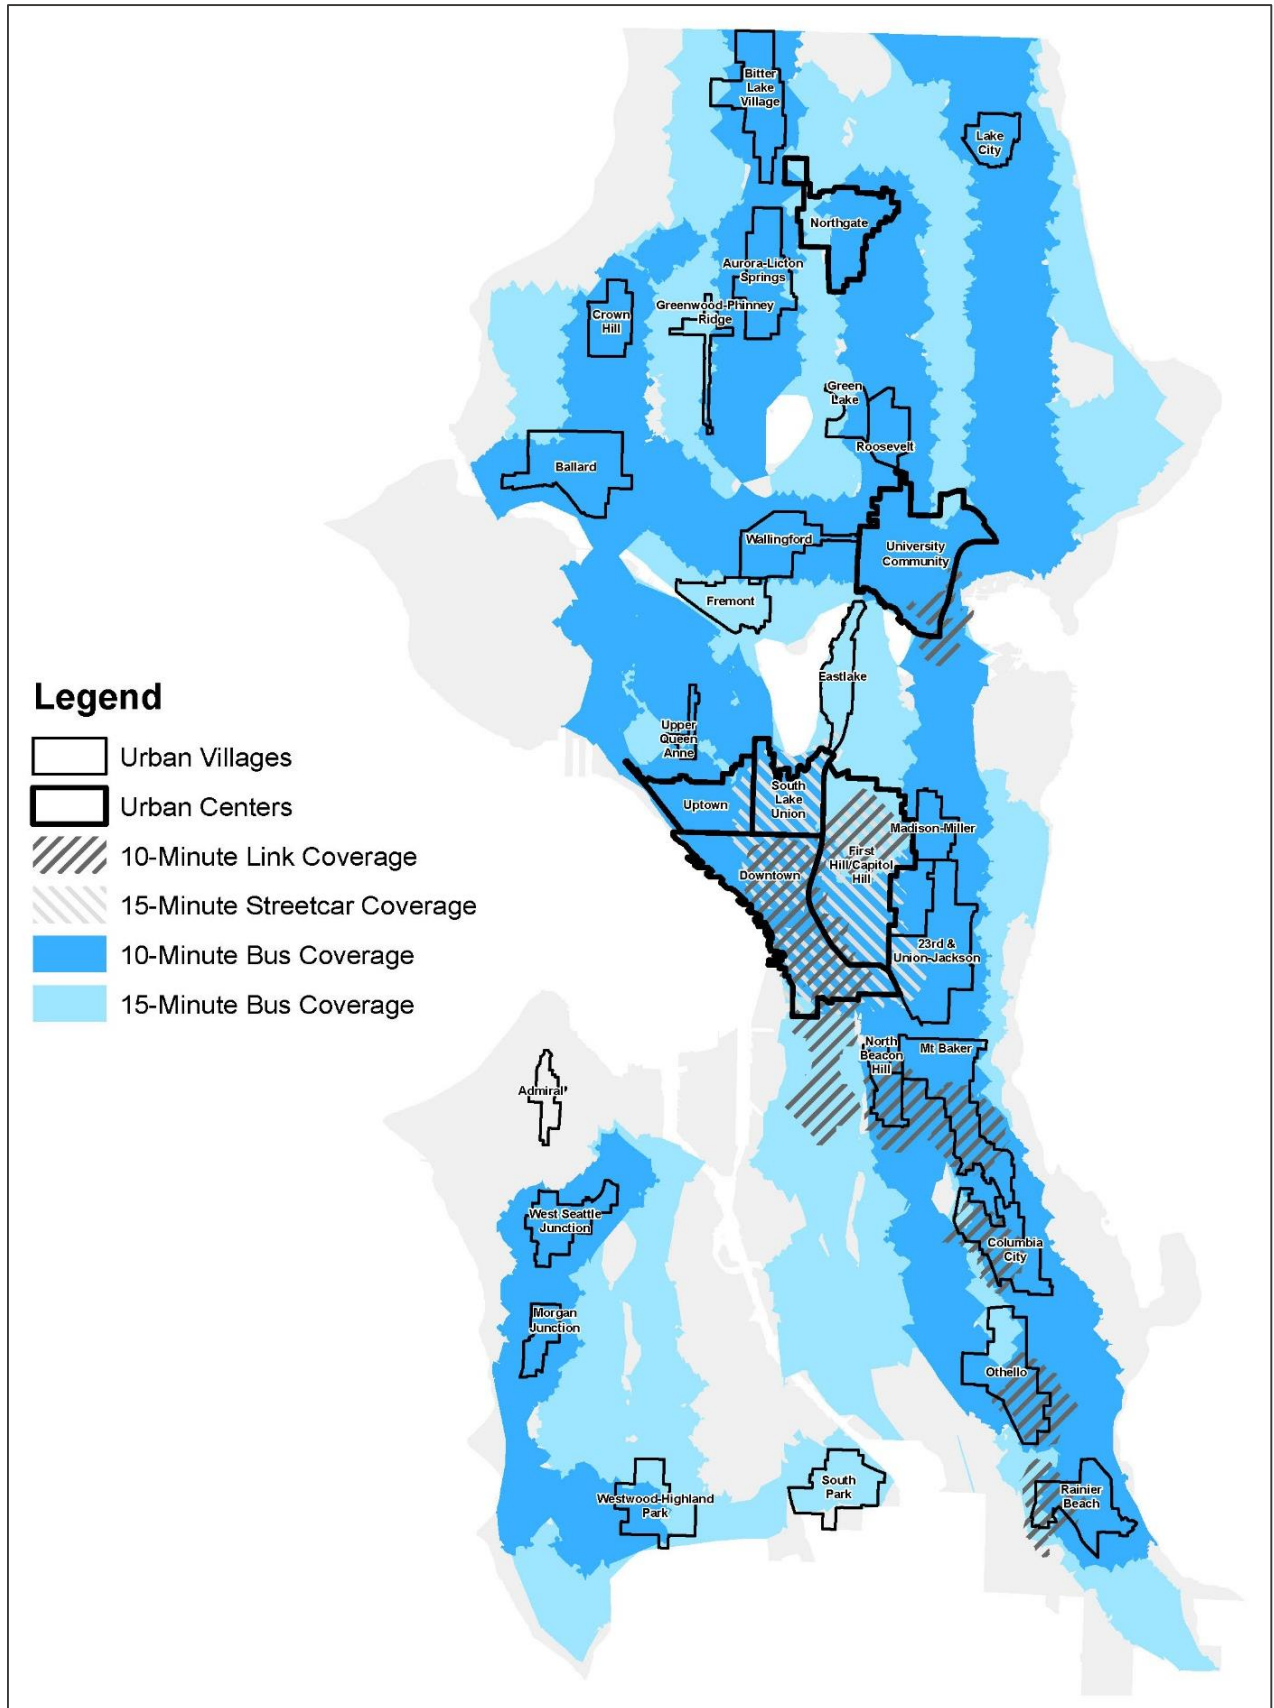 Bitter
Lake
Village
Lake
City
Northgate
Aurora-Licton
Springs
Greenwood-Phinney
Ridge
Crown
Hill
Green
Lake
Roosevelt
Ballard
Wallingford
University
Community
Fremont
Eastlake
Legend
Urban Villages
Urban Centers
10-Minute Link Coverage
15-Minute Streetcar Coverage
10-Minute Bus Coverage
15-Minute Bus Coverage
Upper
Queen
Anne
Uptown
South
Lake
Union
Madison-Miller
First
Hill/Capitol
Hill
Downtown
23rd &
Union-Jackson
North
Beacon
Hill
Mt Baker
Admiral
West Seattle
Junction
Columbia
City
Morgan
Junction
Othello
Westwood-Highland
Park
South
Park
Rainier
Beach